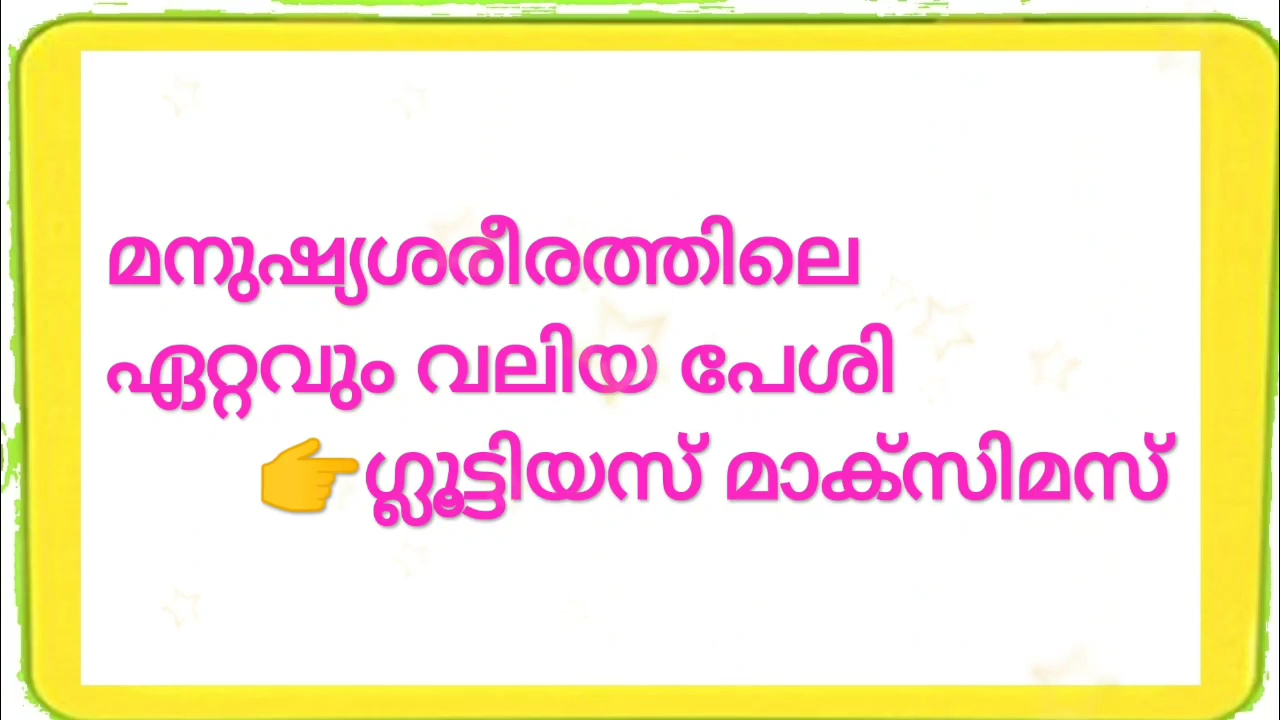 മനുഷ്യശരീരത്തിലെ
ഏറ്റവും വലിയ പേശി
👉ഗ്ലൂട്ടിയസ് മാക്സിമസ്